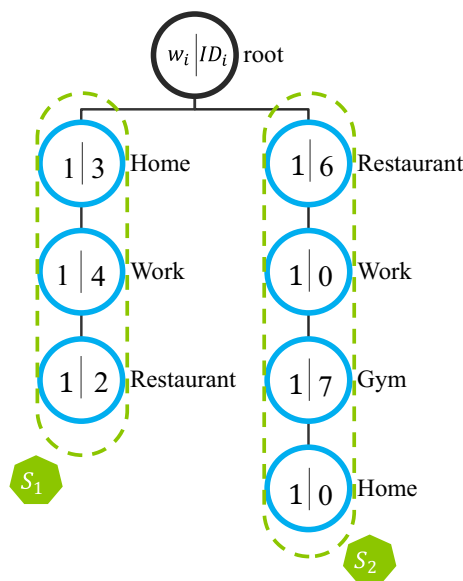 w_i | ID_i root
1 | 3 Home
1 | 6 Restaurant
1 | 4 Work
1 | 0 Work
1 | 2 Restaurant
1 | 7 Gym
S_1
1 | 0 Home
S_2